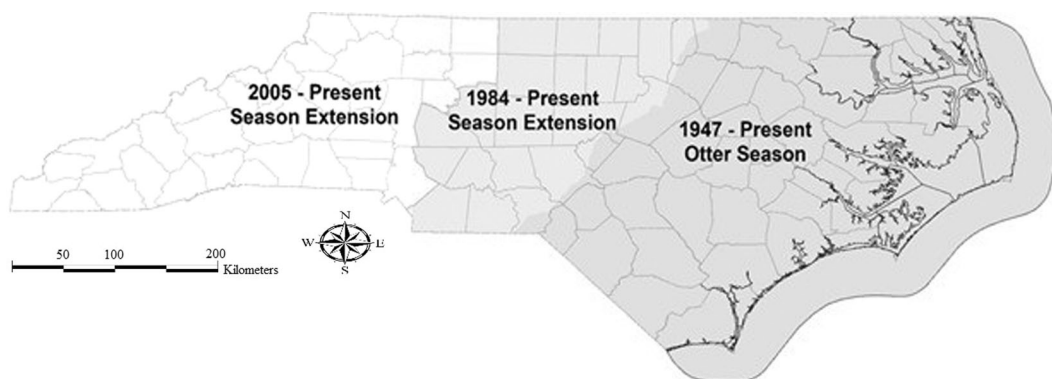 2005 - Present
Season Extension
1984 - Present
Season Extension
1947 - Present
Otter Season
N
W E
S
50 100 200
Kilometers